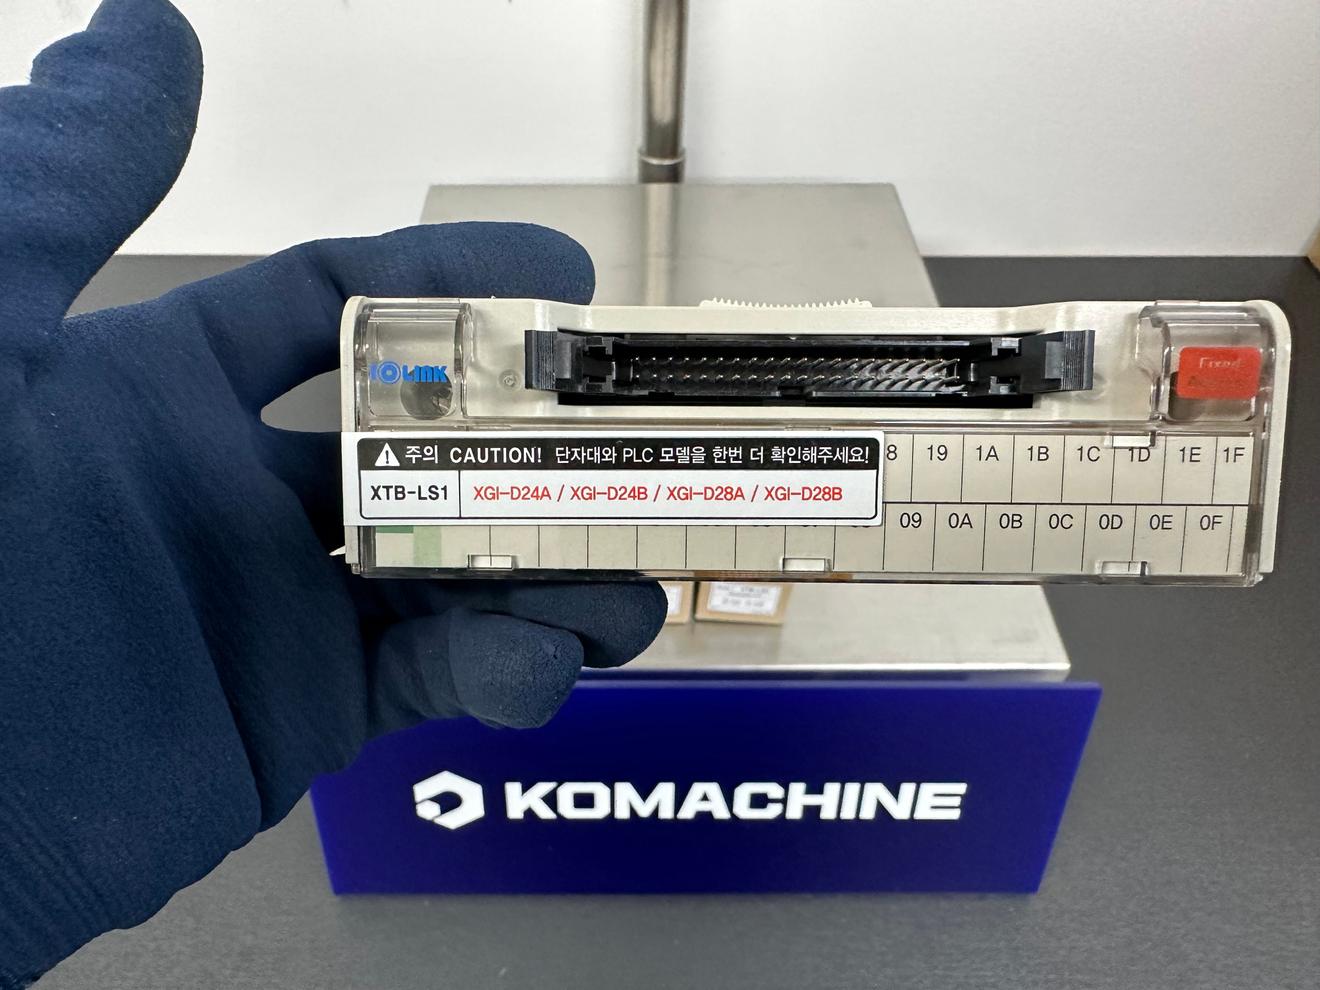 IOLINK
Fixed
주의 CAUTION! 단자대와 PLC 모델을 한번 더 확인해주세요!
XTB-LS1 XGI-D24A / XGI-D24B / XGI-D28A / XGI-D28B
8 19 1A 1B 1C 1D 1E 1F
09 0A 0B 0C 0D 0E 0F
KOMACHINE